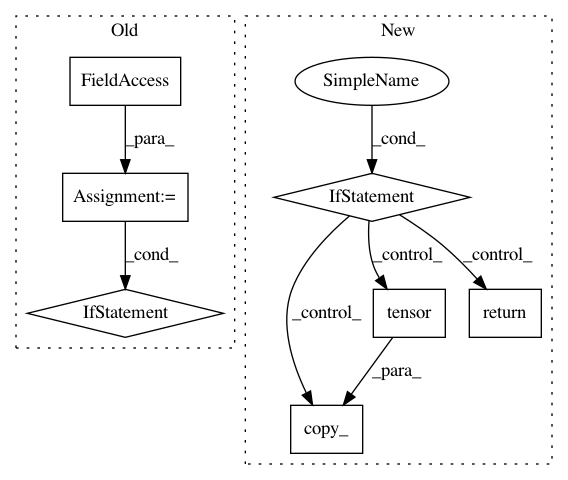 Old
New
FieldAccess
SimpleName
_para_
_cond_
Assignment:=
IfStatement
_cond_
_control_
_control_
_control_
IfStatement
tensor
return
_para_
copy_